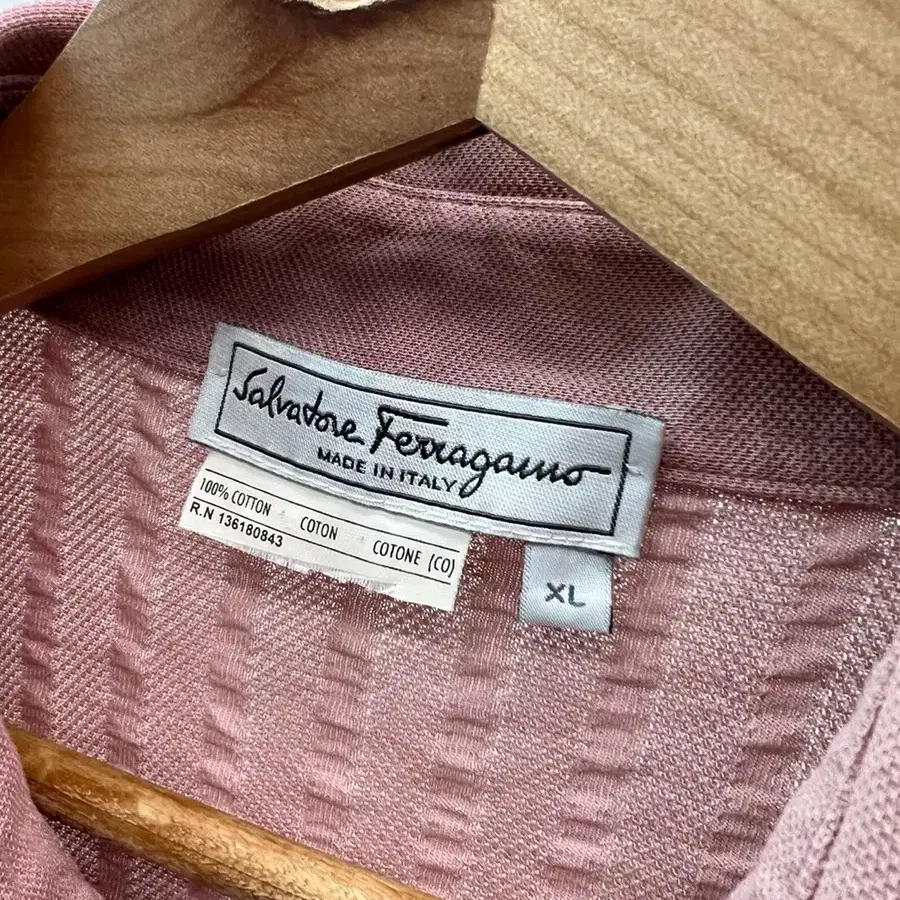 Salvatore Ferragamo
MADE IN ITALY
100% COTTON COTON COTONE (CO)
R.N 136180843
XL